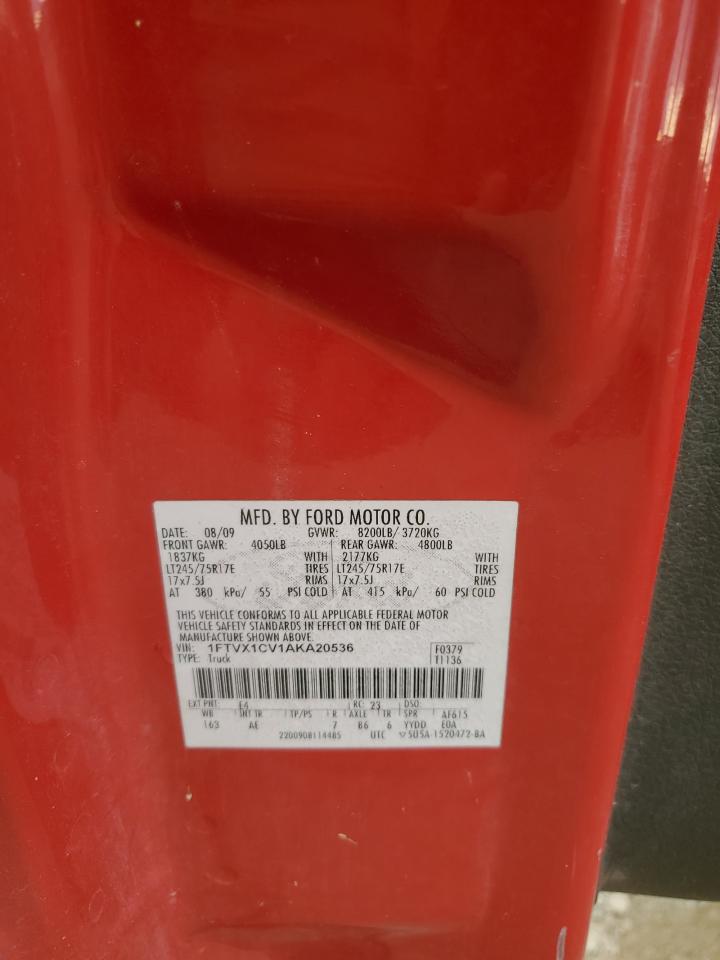 MFD. BY FORD MOTOR CO.
DATE: 08/09 GVWR: 8200LB/ 3720KG
FRONT GAWR: 4050LB REAR GAWR: 4800LB
1837KG WITH 2177KG WITH
LT245/75R17E TIRES LT245/75R17E TIRES
17x7.5J RIMS 17x7.5J RIMS
AT 380 kPa/ 55 PSI COLD AT 415 kPa/ 60 PSI COLD
THIS VEHICLE CONFORMS TO ALL APPLICABLE FEDERAL MOTOR
VEHICLE SAFETY STANDARDS IN EFFECT ON THE DATE OF
MANUFACTURE SHOWN ABOVE.
VIN: 1FTVX1CV1AKA20536 F0379
TYPE: Truck T1136
EXT PNT: E4 RC: 23 DSO:
WB INT TR TP/PS R AXLE TR SPR AF615
163 AE 7 B6 6 YYDD E0A
2200908114485 UTC ▽5U5A-1520472-BA